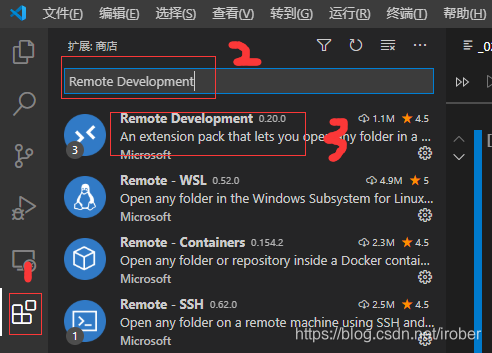 文件(F) 编辑(E) 选择(S) 查看(V) 转到(G) 运行(R) 终端(T) 帮助(H)
扩展: 商店
2
Remote Development
Remote Development 0.20.0 1.1M 4.5
An extension pack that lets you open any folder in a ...
3
3
Microsoft
Remote - WSL 0.52.0 4.9M 5
Open any folder in the Windows Subsystem for Linux...
Microsoft
Remote - Containers 0.154.2 2.3M 4.5
Open any folder or repository inside a Docker contai...
1
Microsoft
Remote - SSH 0.62.0 2.5M 4.5
Open any folder on a remote machine using SSH and...
1
Microsoft
https://blog.csdn.net/irober